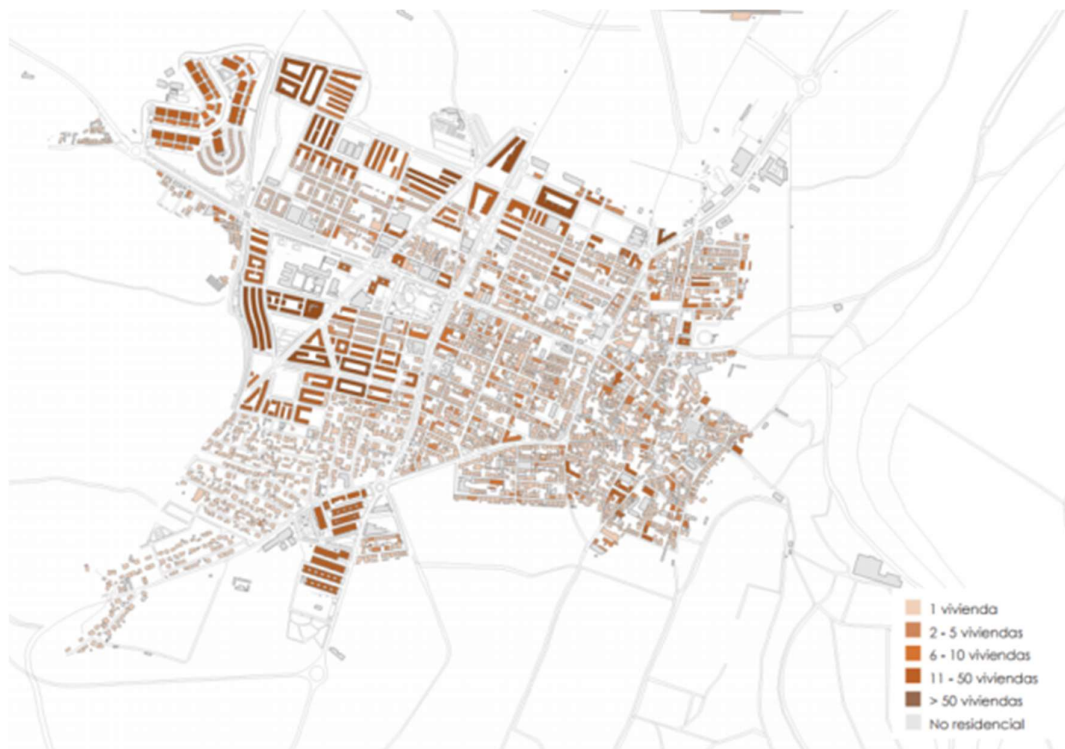 1 vivienda
2 - 5 viviendas
6 - 10 viviendas
11 - 50 viviendas
> 50 viviendas
No residencial